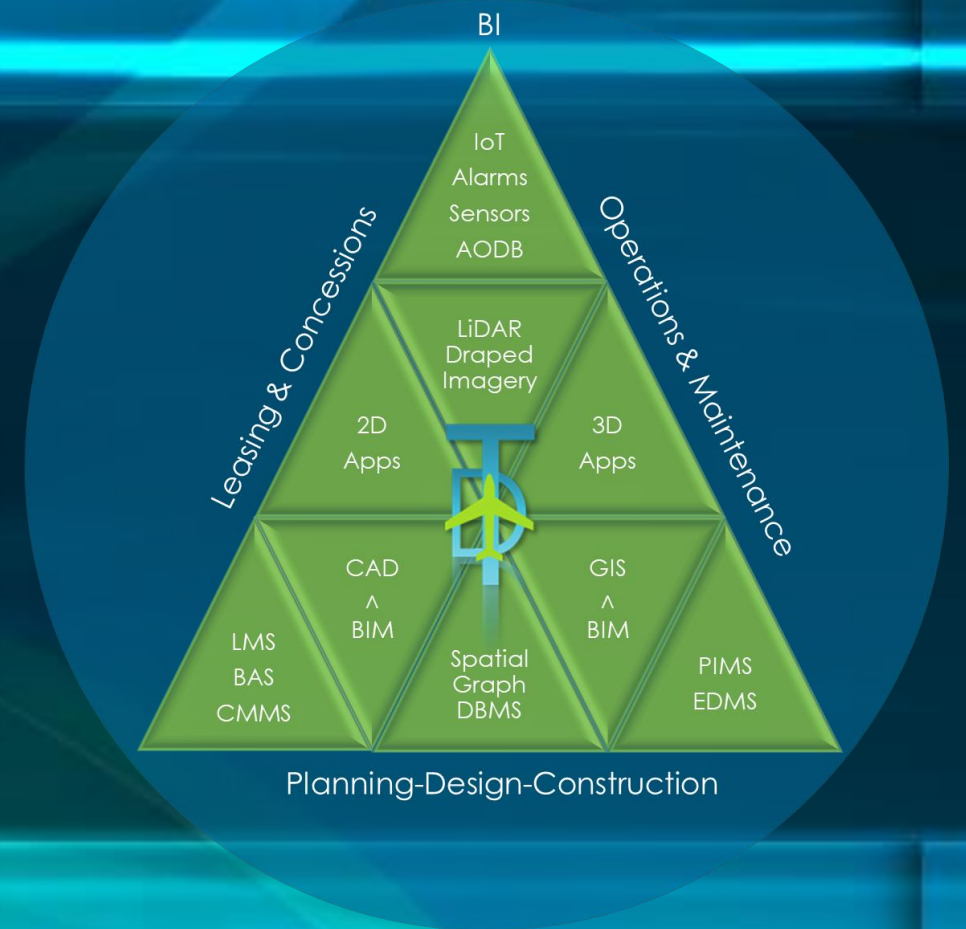 BI
IoT
Alarms
Sensors
AODB
Leasing & Concessions
Operations & Maintenance
LiDAR
Draped
Imagery
2D
Apps
3D
Apps
CAD
^
BIM
GIS
^
BIM
LMS
BAS
CMMS
Spatial
Graph
DBMS
PIMS
EDMS
Planning-Design-Construction